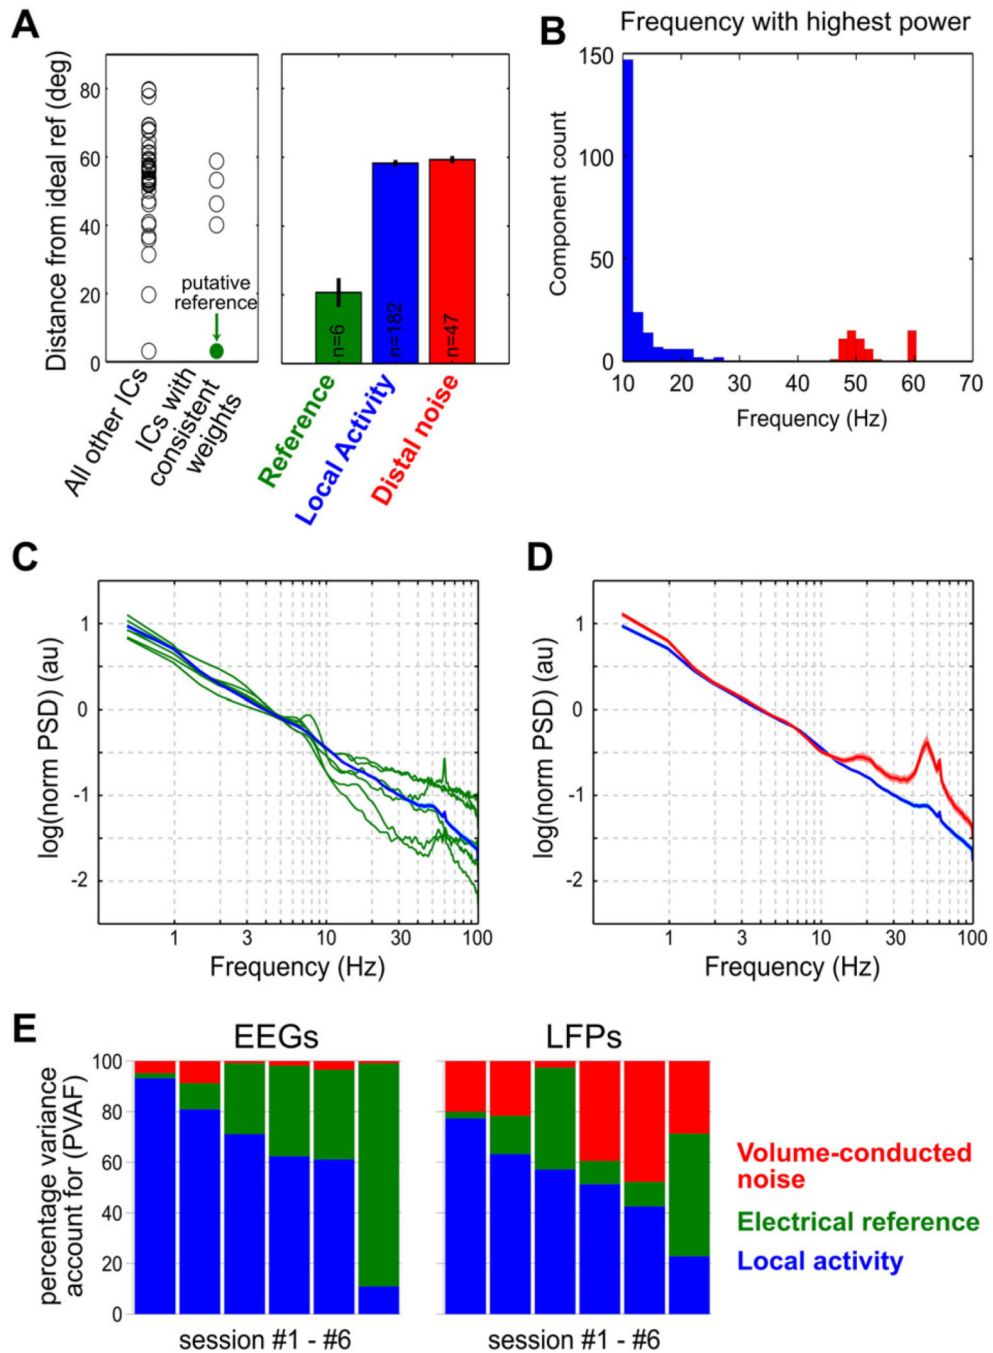 A
Distance from ideal ref (deg)
80
60
40
20
0
putative
reference
All other ICs
ICs with
consistent
weights
n=6
n=182
n=47
Reference
Local Activity
Distal noise
B
Frequency with highest power
Component count
150
100
50
0
10
20
30
40
50
60
70
Frequency (Hz)
C
log(norm PSD) (au)
1
0
-1
-2
1
3
10
30
100
Frequency (Hz)
D
log(norm PSD) (au)
1
0
-1
-2
1
3
10
30
100
Frequency (Hz)
E
EEGs
LFPs
percentage variance
account for (PVAF)
100
80
60
40
20
0
session #1 - #6
session #1 - #6
Volume-conducted
noise
Electrical reference
Local activity